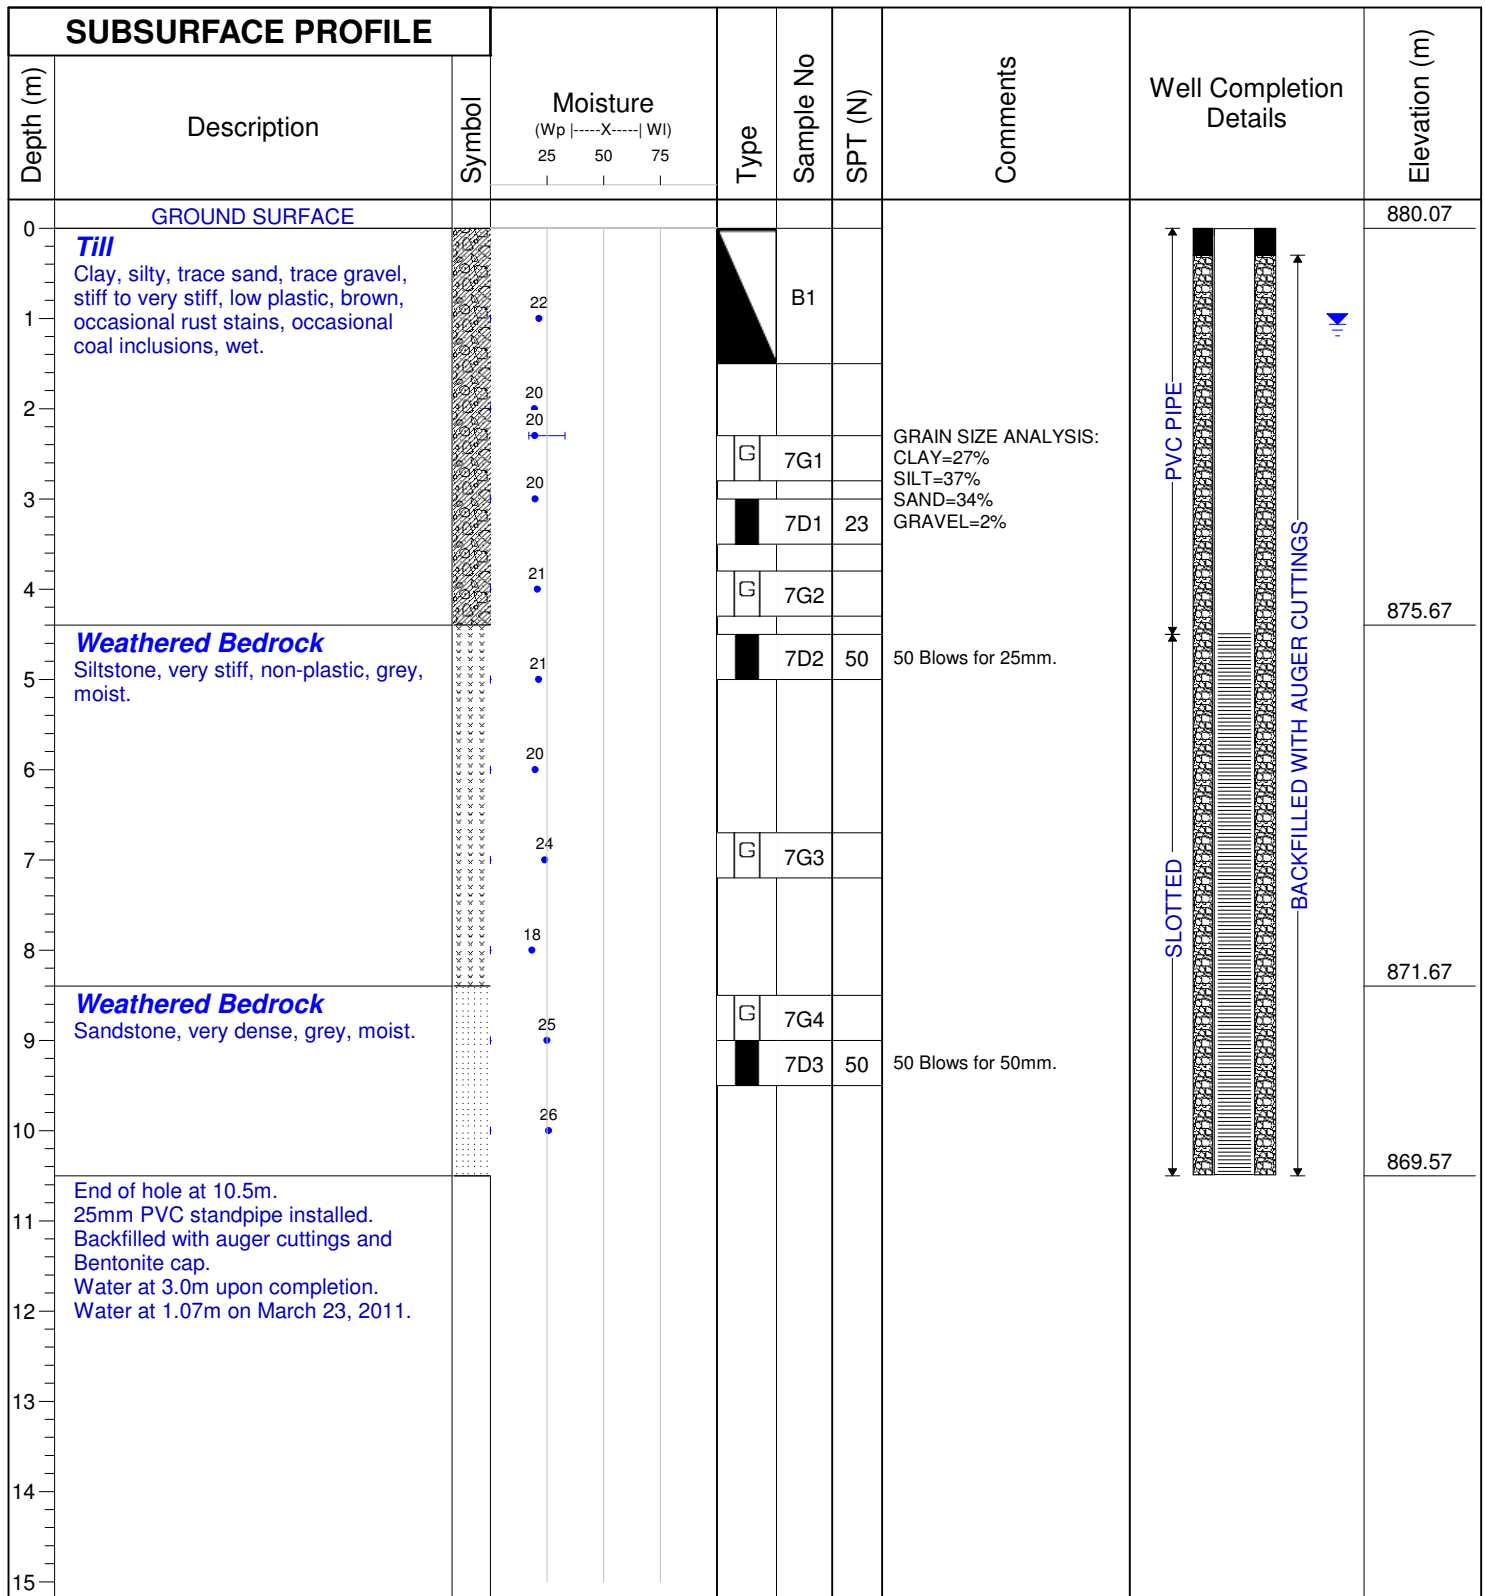 SUBSURFACE PROFILE
Depth (m)
Description
Symbol
Moisture
(Wp |-----X-----| Wl)
25 50 75
Type
Sample No
SPT (N)
Comments
Well Completion
Details
Elevation (m)
GROUND SURFACE
880.07
0
Till
Clay, silty, trace sand, trace gravel,
stiff to very stiff, low plastic, brown,
occasional rust stains, occasional
coal inclusions, wet.
22
B1
1
20
2
20
G
7G1
GRAIN SIZE ANALYSIS:
CLAY=27%
SILT=37%
SAND=34%
GRAVEL=2%
20
3
7D1
23
21
4
G
7G2
PVC PIPE
875.67
Weathered Bedrock
Siltstone, very stiff, non-plastic, grey,
moist.
21
5
7D2
50
50 Blows for 25mm.
20
6
24
7
G
7G3
BACKFILLED WITH AUGER CUTTINGS
SLOTTED
18
8
871.67
Weathered Bedrock
Sandstone, very dense, grey, moist.
25
9
G
7G4
7D3
50
50 Blows for 50mm.
26
10
869.57
End of hole at 10.5m.
25mm PVC standpipe installed.
Backfilled with auger cuttings and
Bentonite cap.
Water at 3.0m upon completion.
Water at 1.07m on March 23, 2011.
11
12
13
14
15